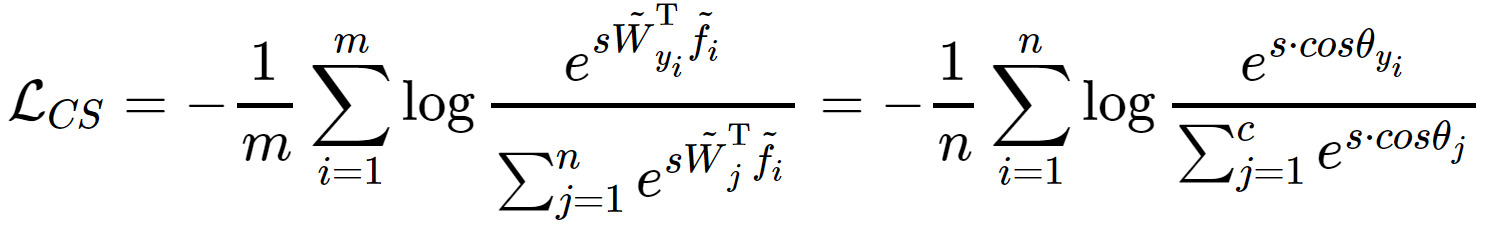 $$\mathcal{L}_{CS} = -\frac{1}{m} \sum_{i=1}^{m} \log \frac{e^{s\tilde{W}_{y_i}^{\mathrm{T}} \tilde{f}_i}}{\sum_{j=1}^{n} e^{s\tilde{W}_{j}^{\mathrm{T}} \tilde{f}_i}} = -\frac{1}{n} \sum_{i=1}^{n} \log \frac{e^{s \cdot cos\theta_{y_i}}}{\sum_{j=1}^{c} e^{s \cdot cos\theta_j}}$$